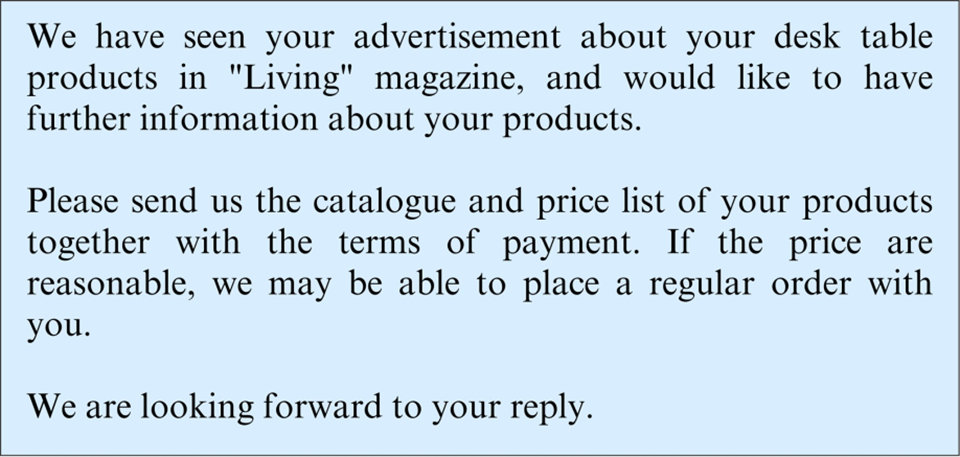 We have seen your advertisement about your desk table
products in "Living" magazine, and would like to have
further information about your products.
Please send us the catalogue and price list of your products
together with the terms of payment. If the price are
reasonable, we may be able to place a regular order with
you.
We are looking forward to your reply.